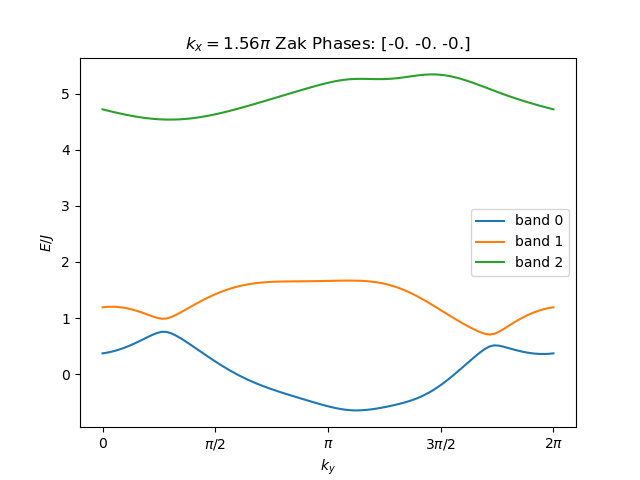 $k_x = 1.56\pi$ Zak Phases: [-0. -0. -0.]
E/J
5
4
3
2
1
0
band 0
band 1
band 2
0
π/2
π
3π/2
2π
$k_y$